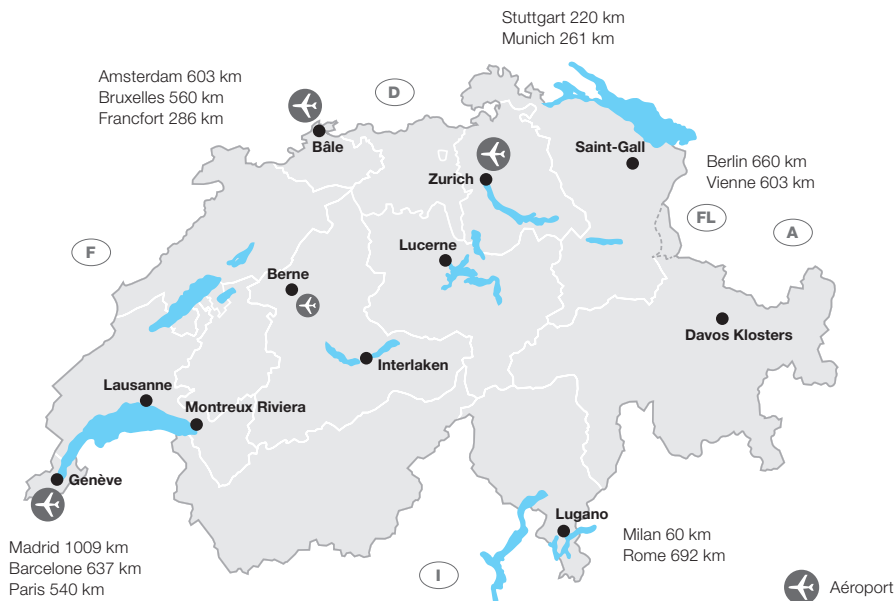 Stuttgart 220 km
Munich 261 km
Amsterdam 603 km
Bruxelles 560 km
Francfort 286 km
D
Bâle
Saint-Gall
Zurich
Berlin 660 km
Vienne 603 km
FL
A
F
Lucerne
Berne
Davos Klosters
Interlaken
Lausanne
Montreux Riviera
Genève
Lugano
Madrid 1009 km
Barcelone 637 km
Paris 540 km
Milan 60 km
Rome 692 km
I
Aéroport